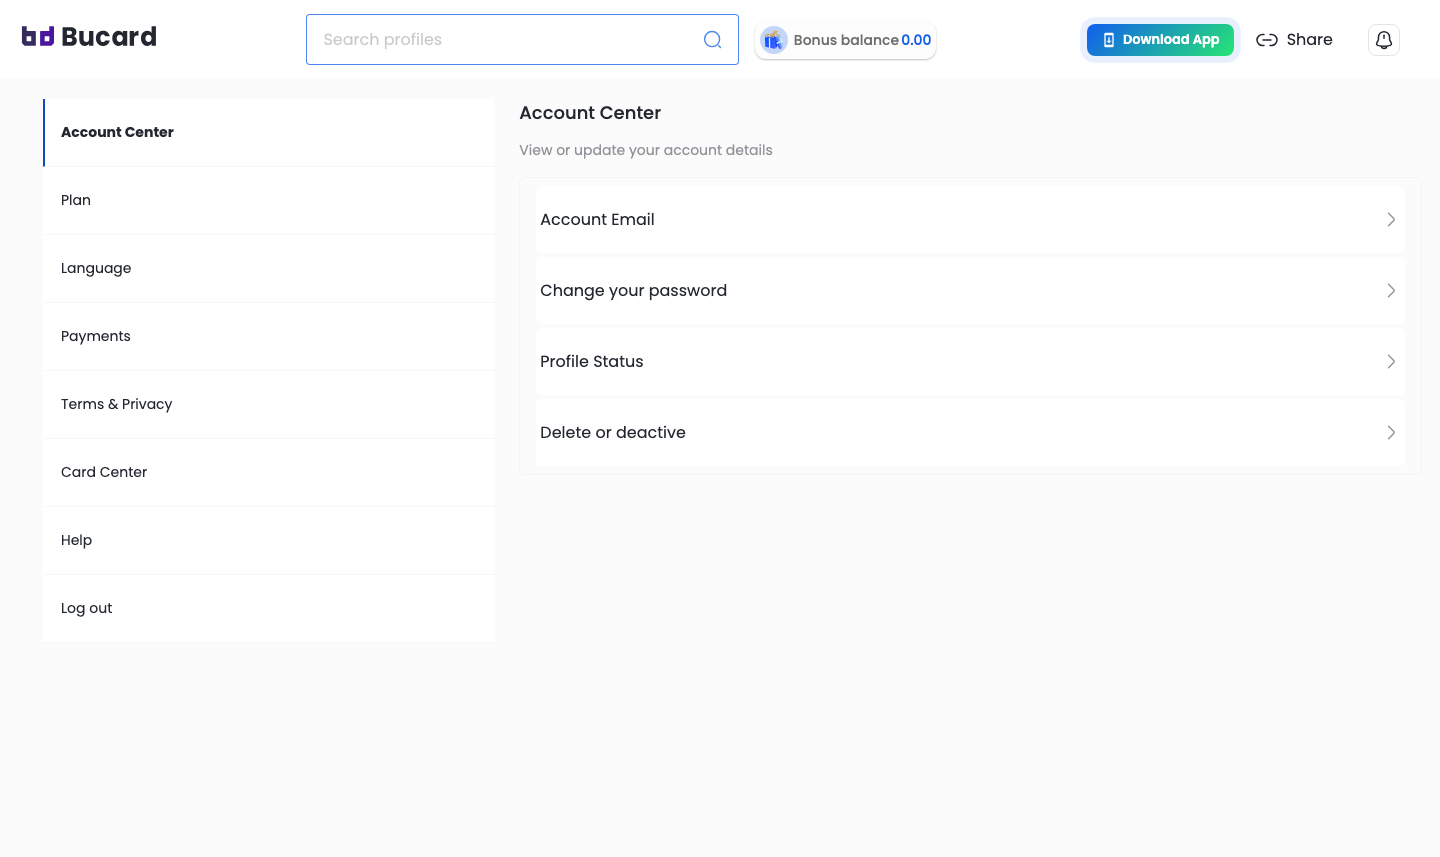 Bucard
Search profiles
Bonus balance 0.00
Download App
Share
Account Center
Plan
Language
Payments
Terms & Privacy
Card Center
Help
Log out
Account Center
View or update your account details
Account Email
Change your password
Profile Status
Delete or deactive